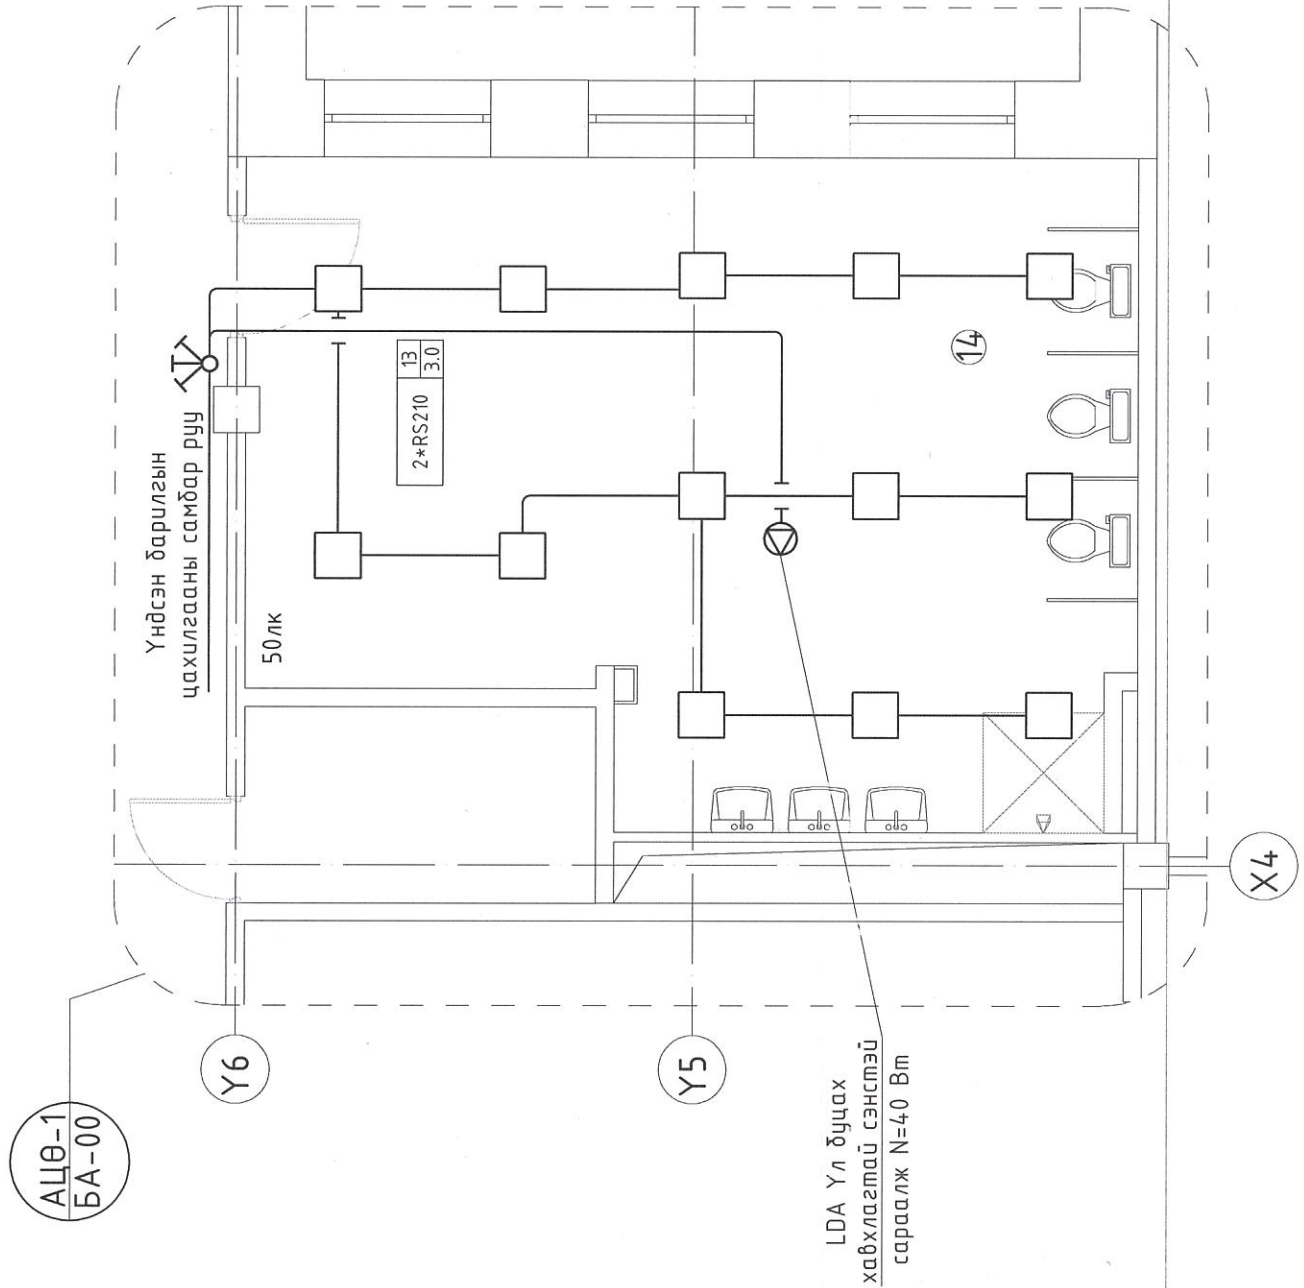 АЦӨ-1
БА-00
Y6
Y5
X4
Үндсэн барилгын
цахилгааны самбар руу
50лк
2*RS210
13
3.0
14
LDA Үл буцах
хавхлагтай сэнстэй
сараалж N=40 Вт